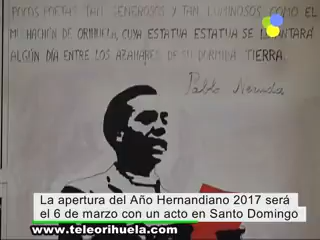 POCOS POETAS TAN GENEROSOS Y TAN LUMINOSOS COMO EL
MUCHACHÓN DE ORIHUELA, CUYA ESTATUA ESTATUA SE LEVANTARÁ
ALGÚN DÍA ENTRE LOS AZAHARES DE SU DORMIDA TIERRA.
Pablo Neruda
La apertura del Año Hernandiano 2017 será
el 6 de marzo con un acto en Santo Domingo
www.teleorihuela.com